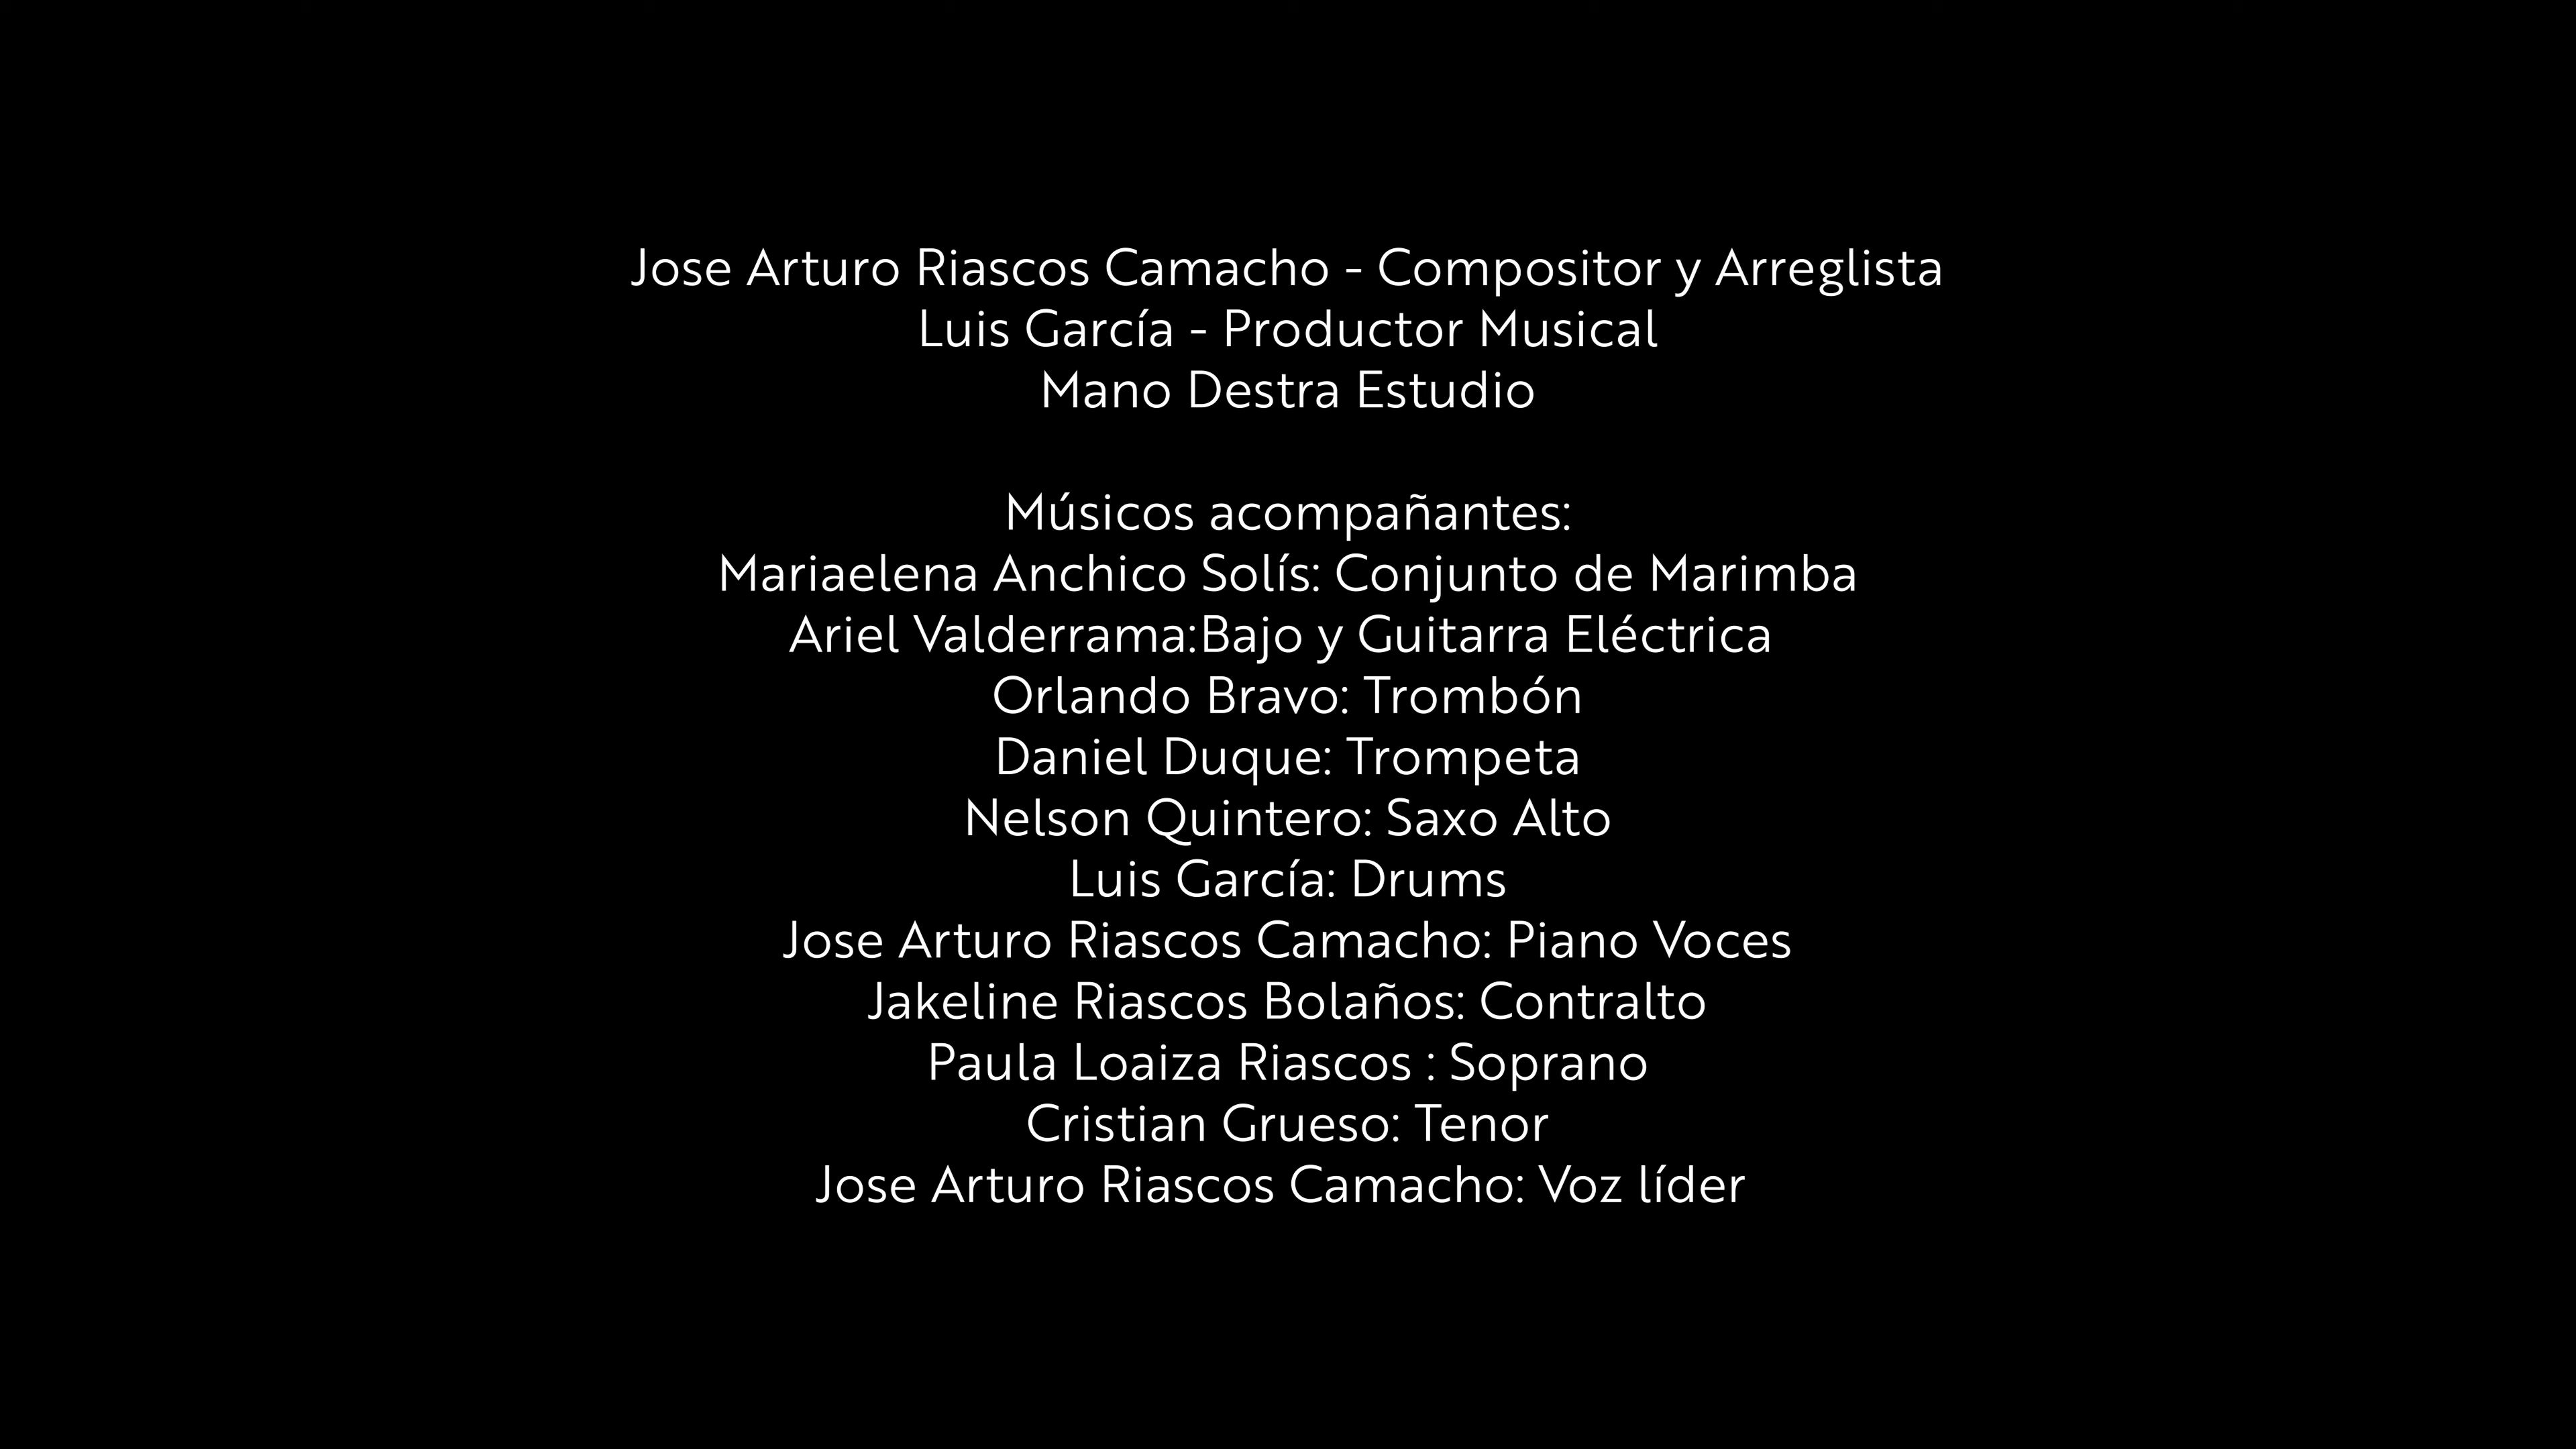 Jose Arturo Riascos Camacho - Compositor y Arreglista
Luis García - Productor Musical
Mano Destra Estudio
Músicos acompañantes:
Mariaelena Anchico Solís: Conjunto de Marimba
Ariel Valderrama:Bajo y Guitarra Eléctrica
Orlando Bravo: Trombón
Daniel Duque: Trompeta
Nelson Quintero: Saxo Alto
Luis García: Drums
Jose Arturo Riascos Camacho: Piano Voces
Jakeline Riascos Bolaños: Contralto
Paula Loaiza Riascos : Soprano
Cristian Grueso: Tenor
Jose Arturo Riascos Camacho: Voz líder